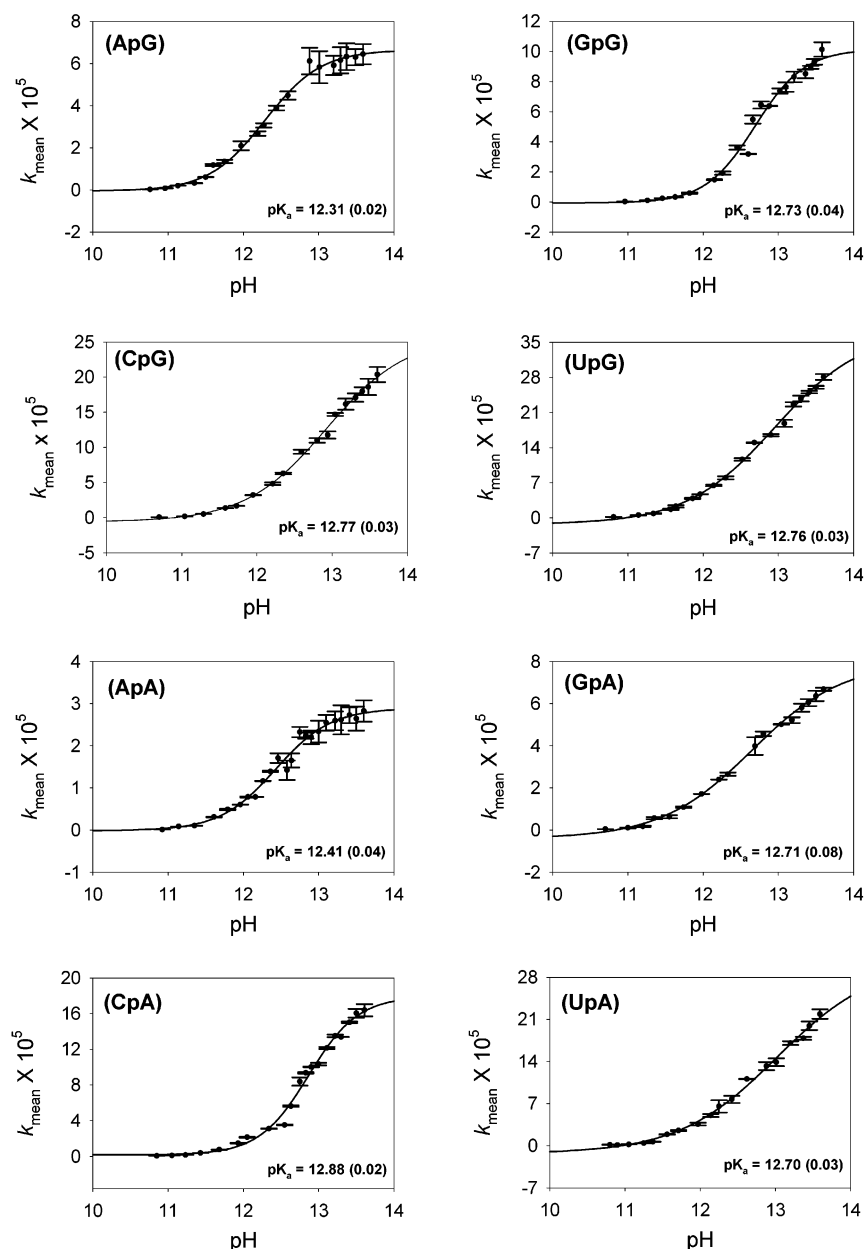 (ApG)
k_mean X 10^5
8
6
4
2
0
-2
pK_a = 12.31 (0.02)
10 11 12 13 14
pH
(GpG)
k_mean X 10^5
12
10
8
6
4
2
0
-2
pK_a = 12.73 (0.04)
10 11 12 13 14
pH
(CpG)
k_mean X 10^5
25
20
15
10
5
0
-5
pK_a = 12.77 (0.03)
10 11 12 13 14
pH
(UpG)
k_mean X 10^5
35
28
21
14
7
0
-7
pK_a = 12.76 (0.03)
10 11 12 13 14
pH
(ApA)
k_mean X 10^5
4
3
2
1
0
-1
pK_a = 12.41 (0.04)
10 11 12 13 14
pH
(GpA)
k_mean X 10^5
8
6
4
2
0
-2
pK_a = 12.71 (0.08)
10 11 12 13 14
pH
(CpA)
k_mean X 10^5
20
16
12
8
4
0
pK_a = 12.88 (0.02)
10 11 12 13 14
pH
(UpA)
k_mean X 10^5
28
21
14
7
0
-7
pK_a = 12.70 (0.03)
10 11 12 13 14
pH